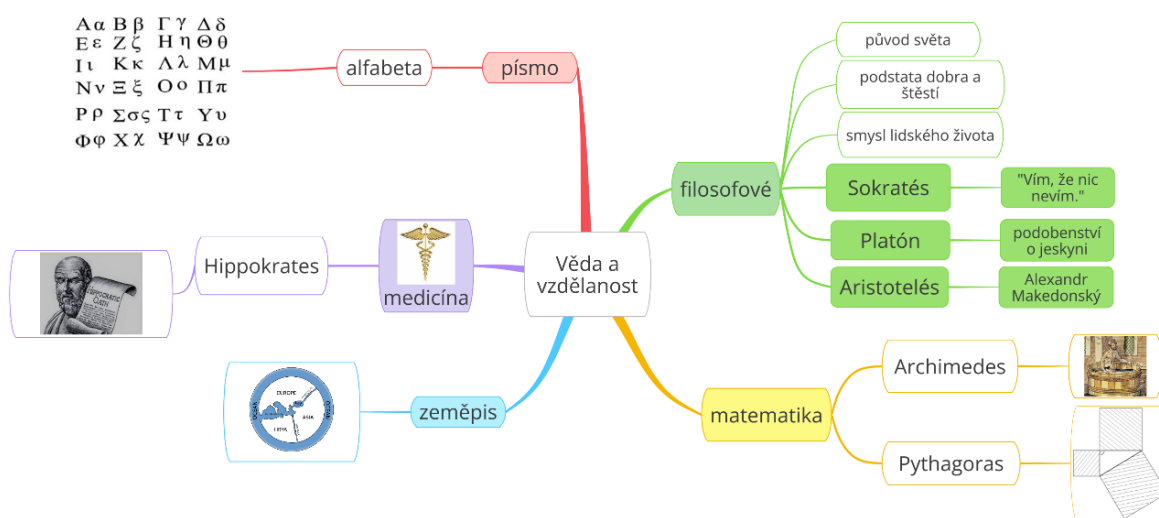 Αα Ββ Γγ Δδ
Εε Ζζ Ηη Θθ
Ιι Κκ Λλ Μμ
Νν Ξξ Οο Ππ
Ρρ Σσς Ττ Υυ
Φφ Χχ Ψψ Ωω
alfabeta
písmo
původ světa
podstata dobra a
štěstí
smysl lidského života
filosofové
Sokratés
"Vím, že nic
nevím."
Platón
podobenství
o jeskyni
Aristotelés
Alexandr
Makedonský
Věda a
vzdělanost
Hippokrates
medicína
HIPPOCRATIC
OATH
zeměpis
EUROPE
ASIA
LIBYA
OCEAN
matematika
Archimedes
Pythagoras